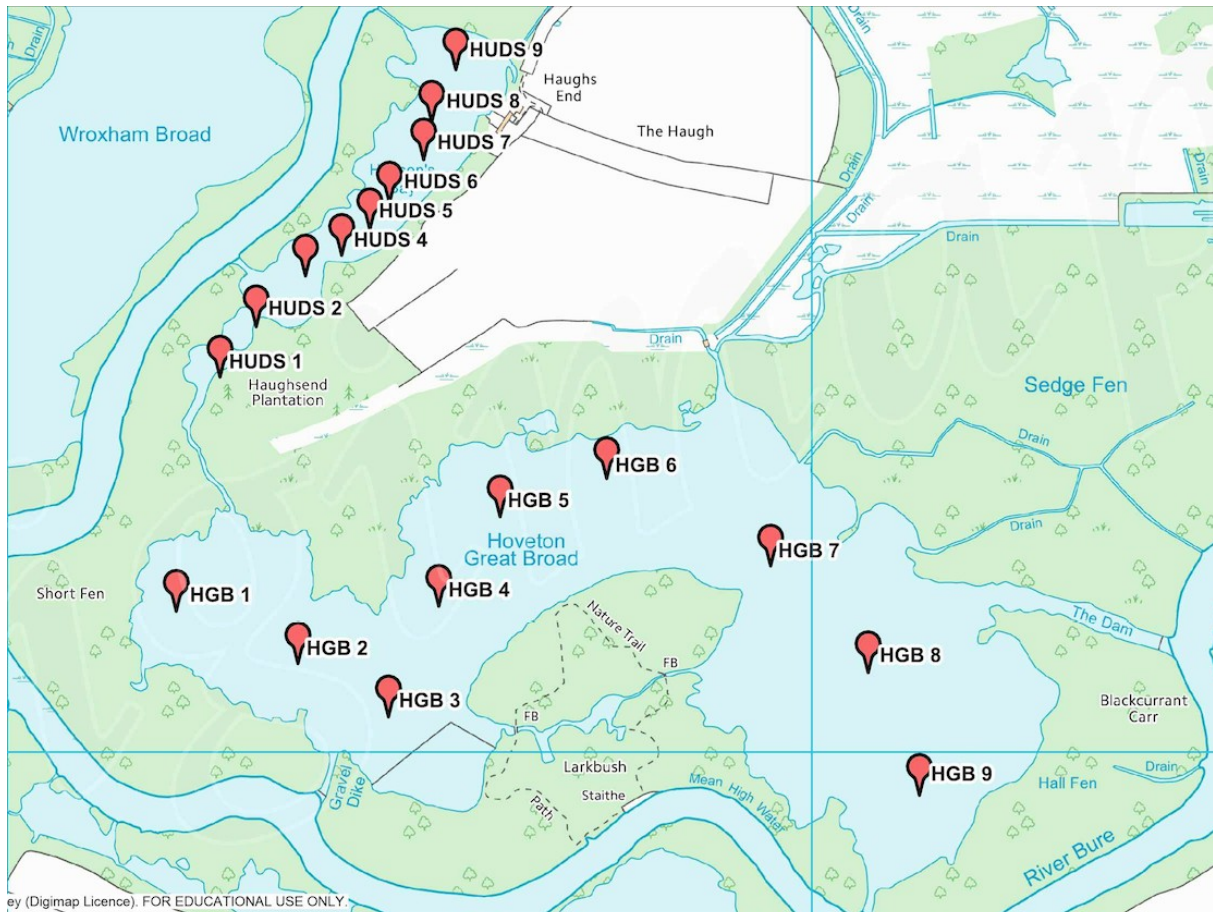 Drain
HUDS 9
Haughs
End
HUDS 8
Wroxham Broad
The Haugh
HUDS 7
Drain
Drain
HUDS 6
HUDS 5
Drain
HUDS 4
Drain
HUDS 2
Drain
HUDS 1
Haughsend
Plantation
Sedge Fen
Drain
HGB 6
HGB 5
Drain
Hoveton
Great Broad
HGB 7
Short Fen
HGB 1
HGB 4
Nature Trail
The Dam
HGB 2
HGB 8
FB
HGB 3
Blackcurrant
Carr
FB
Larkbush
Drain
HGB 9
Gravel
Dike
Staithe
Mean High Water
Hall Fen
Path
River Bure
ey (Digimap Licence). FOR EDUCATIONAL USE ONLY.